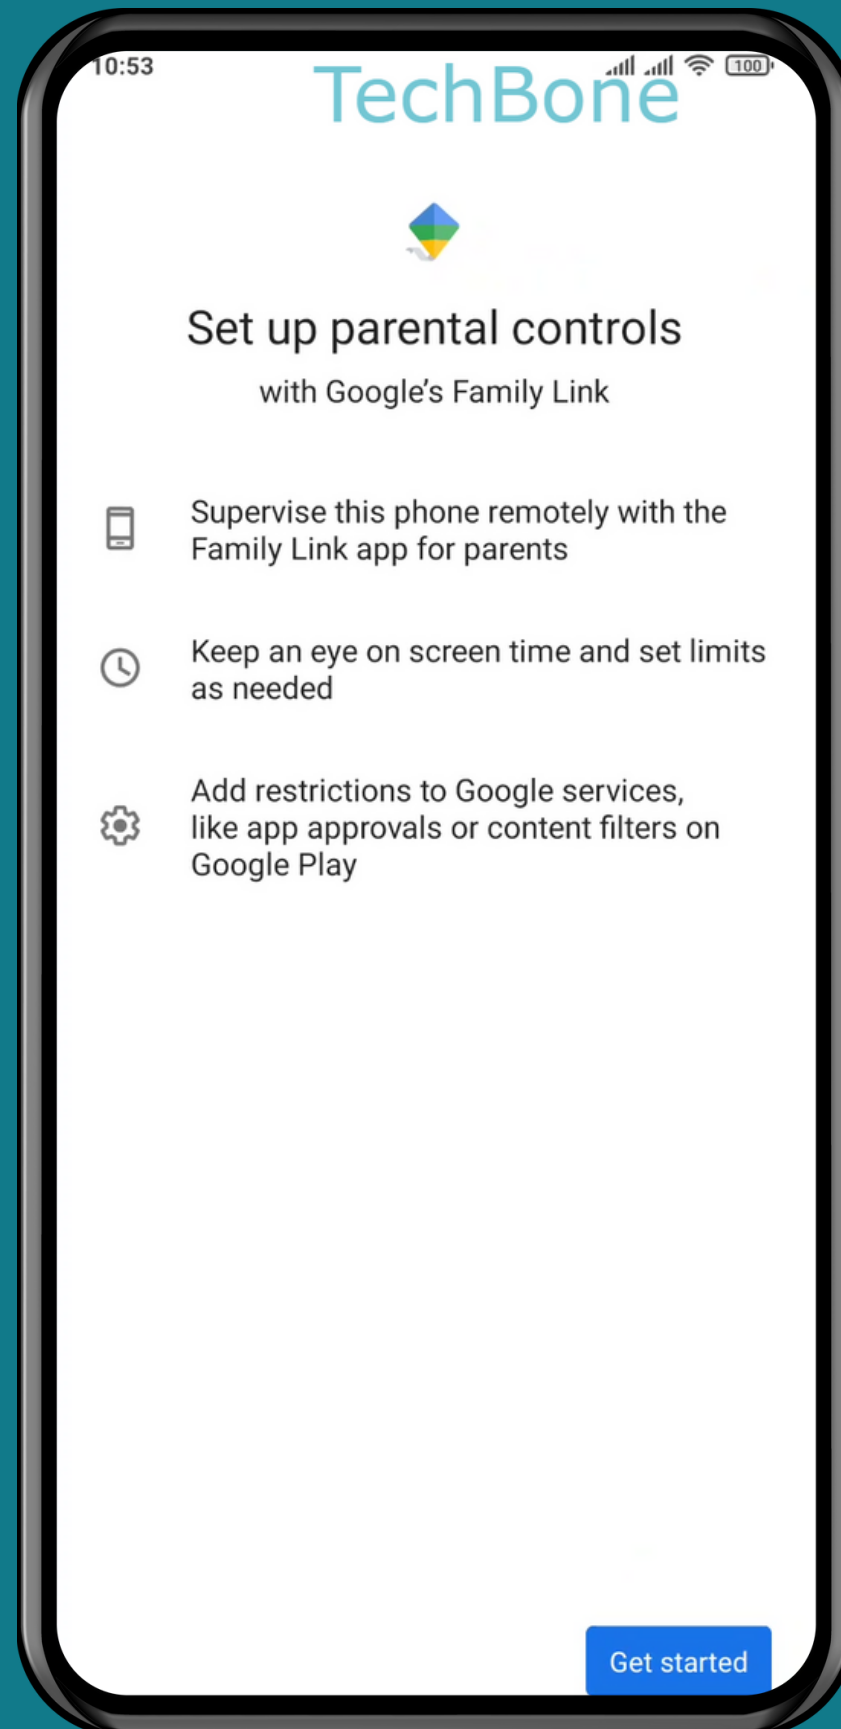 10:53
TechBone
100
Set up parental controls
with Google’s Family Link
Supervise this phone remotely with the
Family Link app for parents
Keep an eye on screen time and set limits
as needed
Add restrictions to Google services,
like app approvals or content filters on
Google Play
Get started